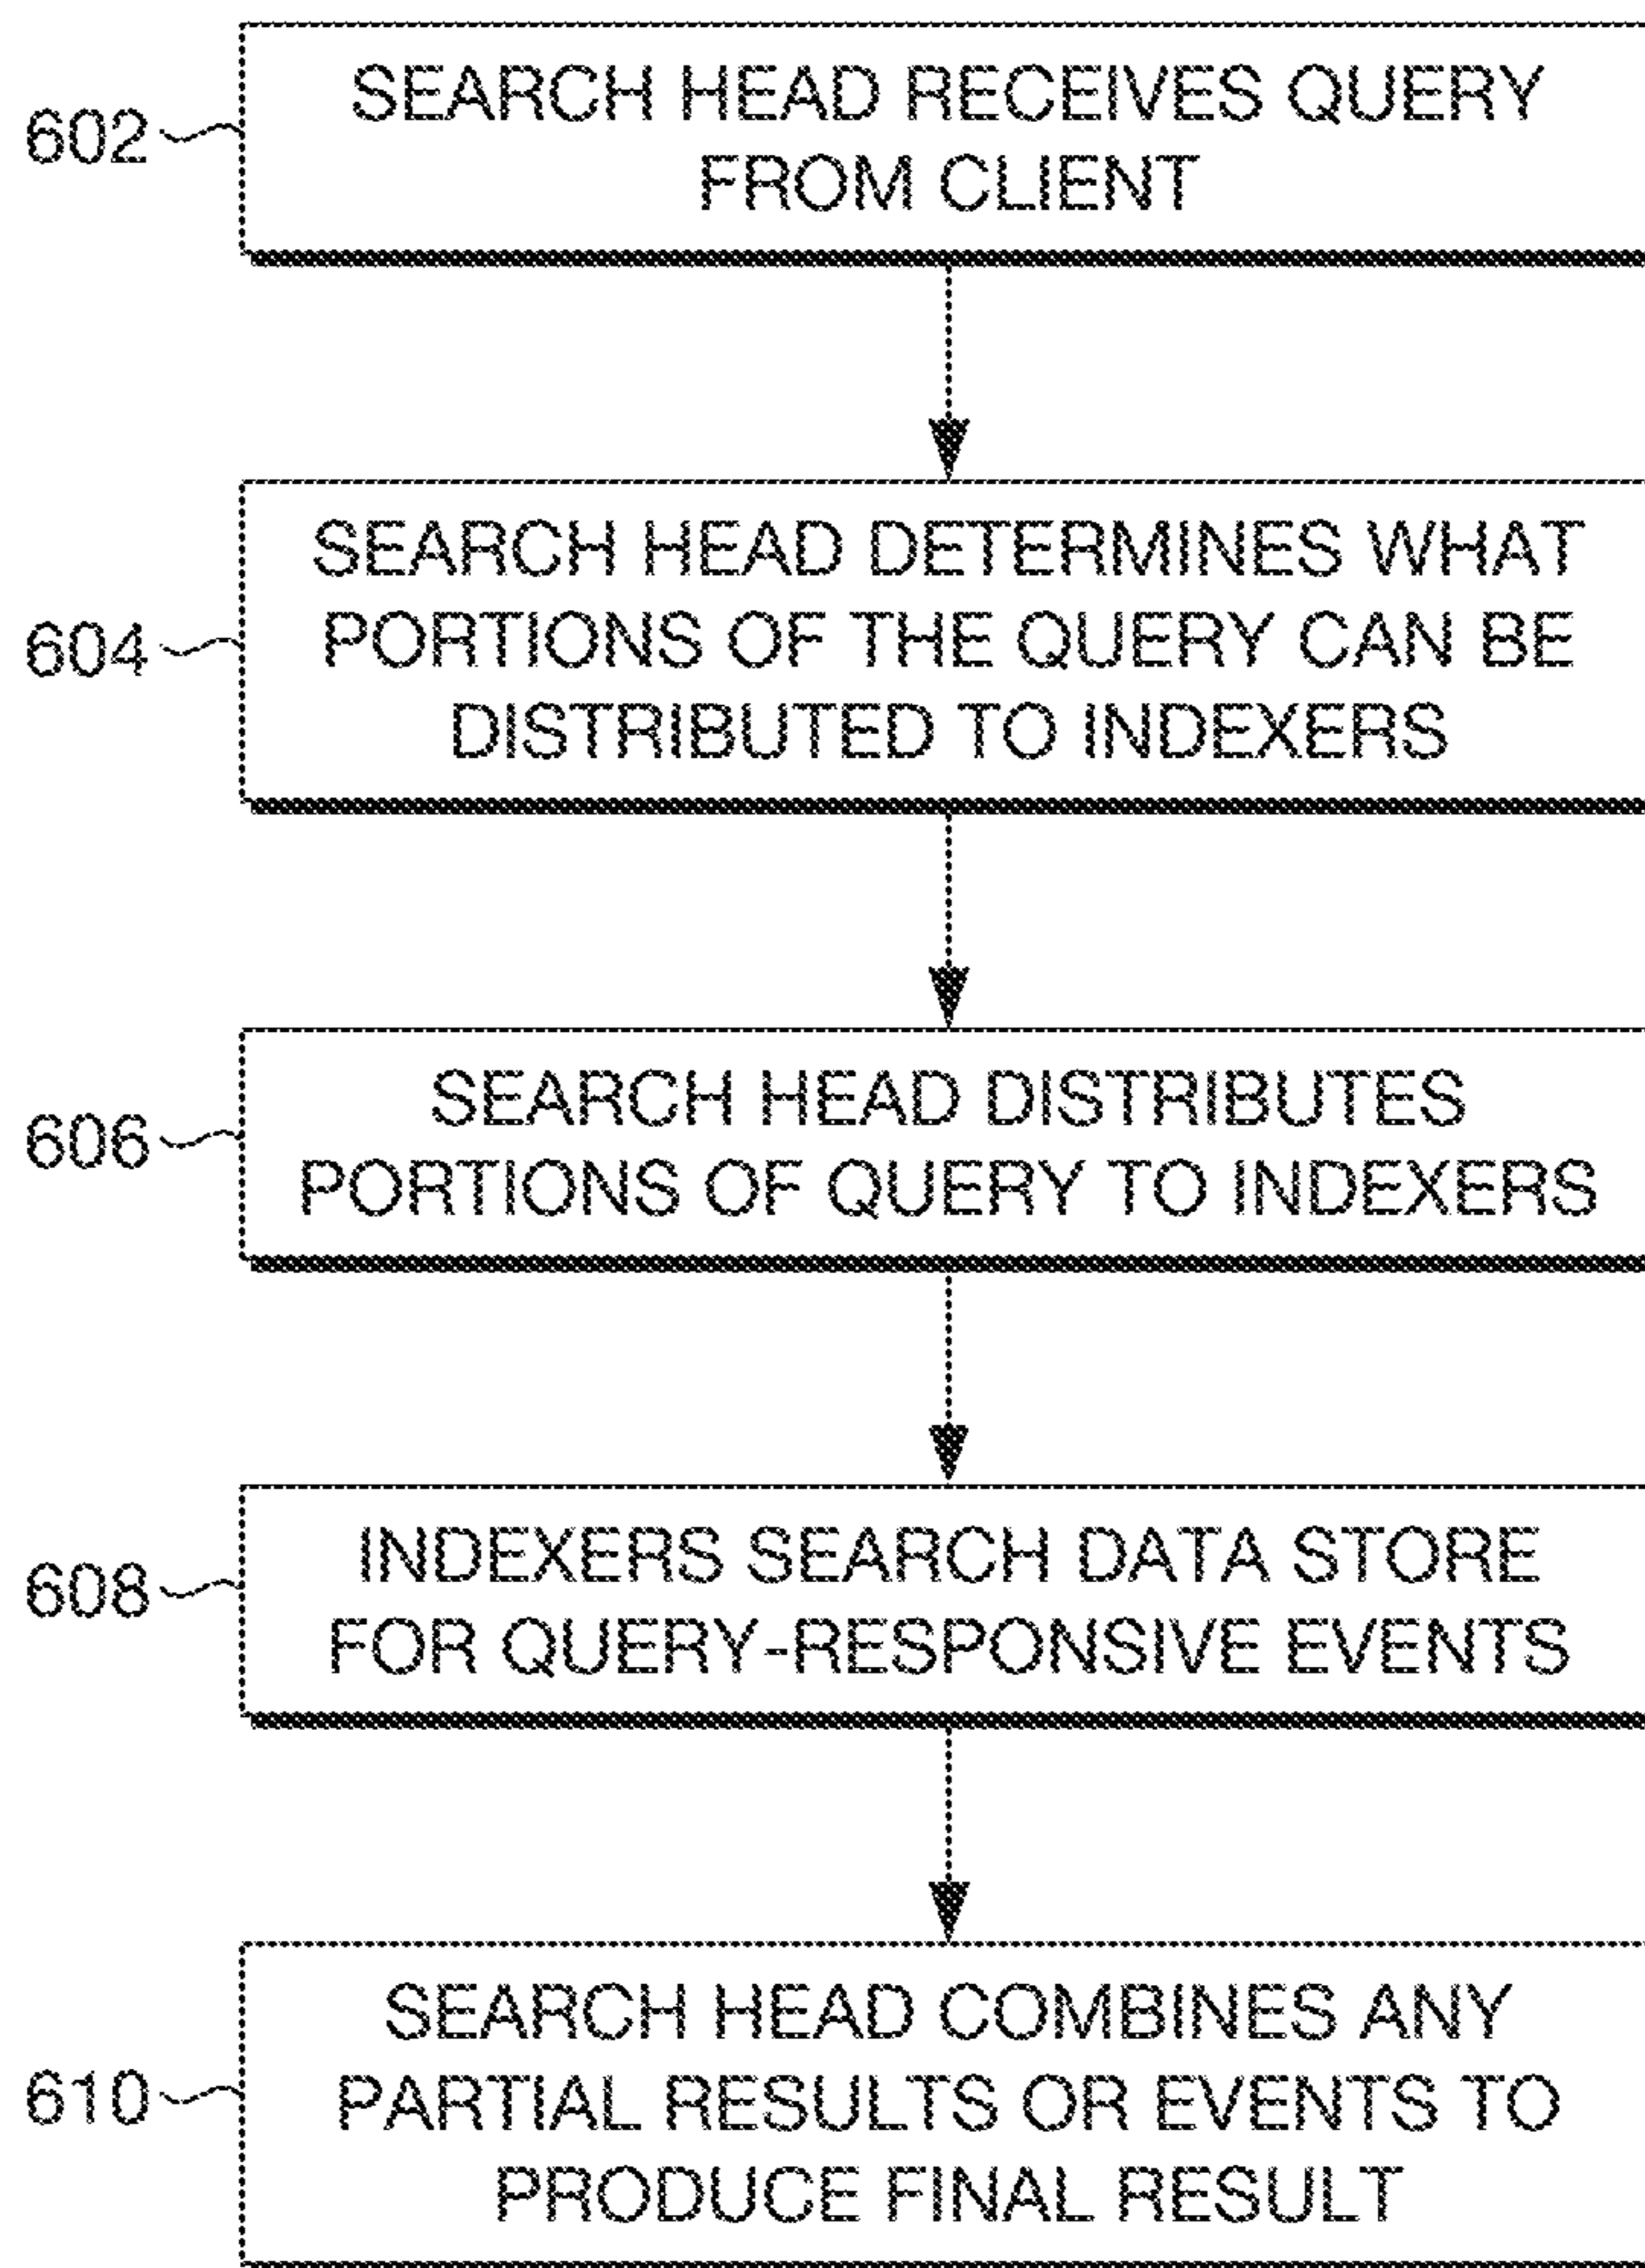 602
SEARCH HEAD RECEIVES QUERY
FROM CLIENT
604
SEARCH HEAD DETERMINES WHAT
PORTIONS OF THE QUERY CAN BE
DISTRIBUTED TO INDEXERS
606
SEARCH HEAD DISTRIBUTES
PORTIONS OF QUERY TO INDEXERS
608
INDEXERS SEARCH DATA STORE
FOR QUERY-RESPONSIVE EVENTS
610
SEARCH HEAD COMBINES ANY
PARTIAL RESULTS OR EVENTS TO
PRODUCE FINAL RESULT